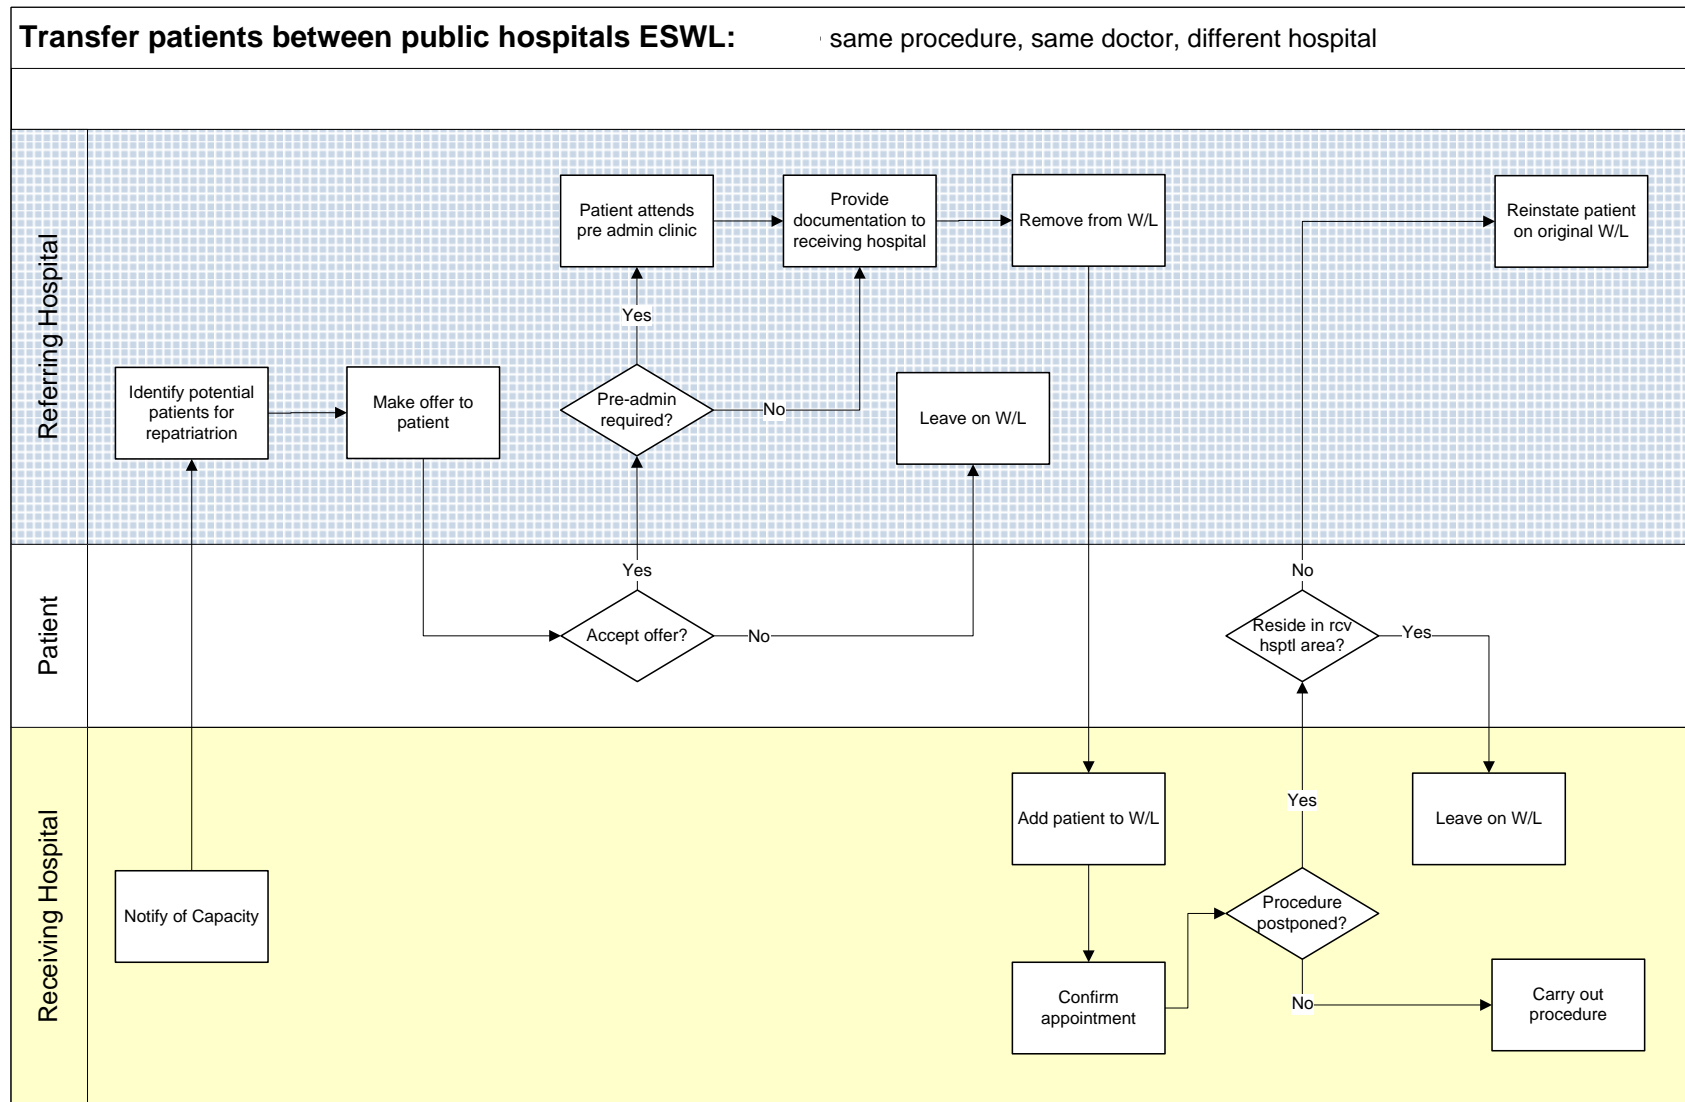 Transfer patients between public hospitals ESWL: same procedure, same doctor, different hospital
Referring Hospital
Patient attends
pre admin clinic
Provide
documentation to
receiving hospital
Remove from W/L
Reinstate patient
on original W/L
Yes
Identify potential
patients for
repatriatrion
Make offer to
patient
Pre-admin
required?
No
Leave on W/L
Patient
Yes
Accept offer?
No
No
Reside in rcv
hsptl area?
Yes
Receiving Hospital
Notify of Capacity
Add patient to W/L
Yes
Leave on W/L
Procedure
postponed?
Confirm
appointment
No
Carry out
procedure